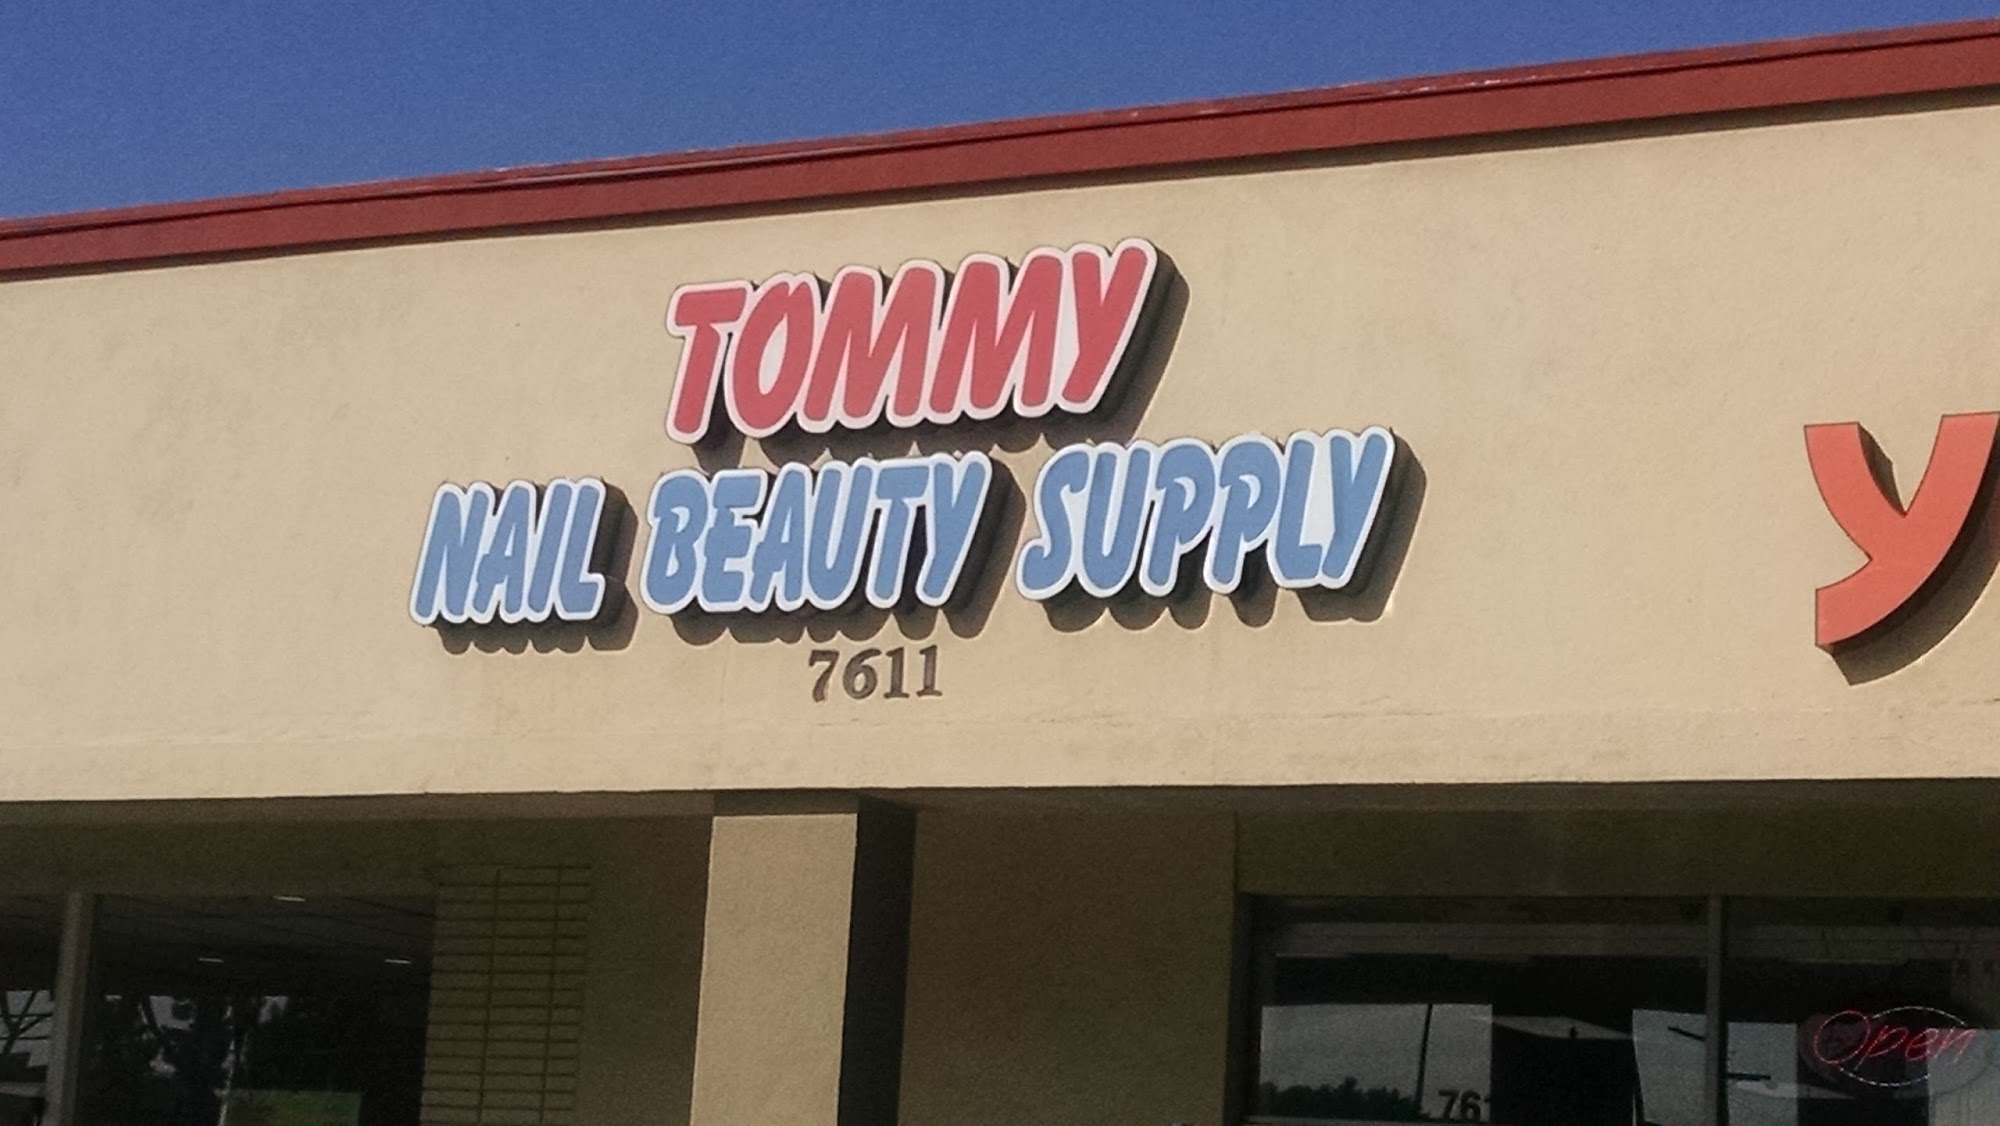 TOMMY
NAIL BEAUTY SUPPLY
7611
y
Open